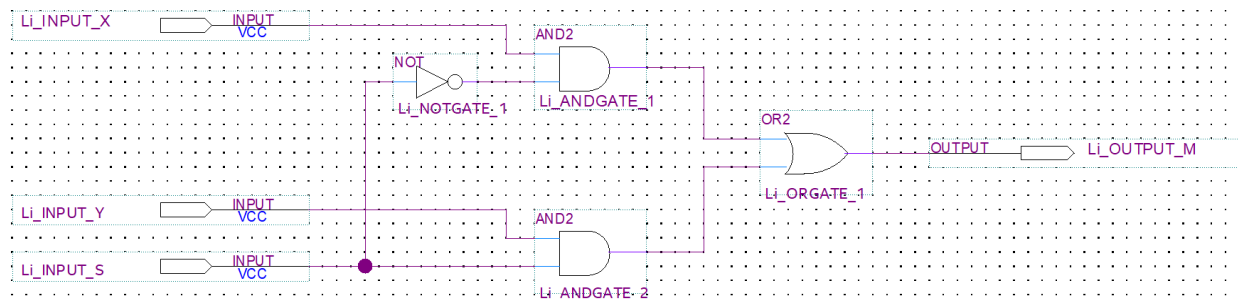 Li_INPUT_X
INPUT
VCC
AND2
NOT
Li_NOTGATE_1
Li_ANDGATE_1
OR2
OUTPUT
Li_OUTPUT_M
Li_ORGATE_1
Li_INPUT_Y
INPUT
VCC
AND2
Li_INPUT_S
INPUT
VCC
Li_ANDGATE_2